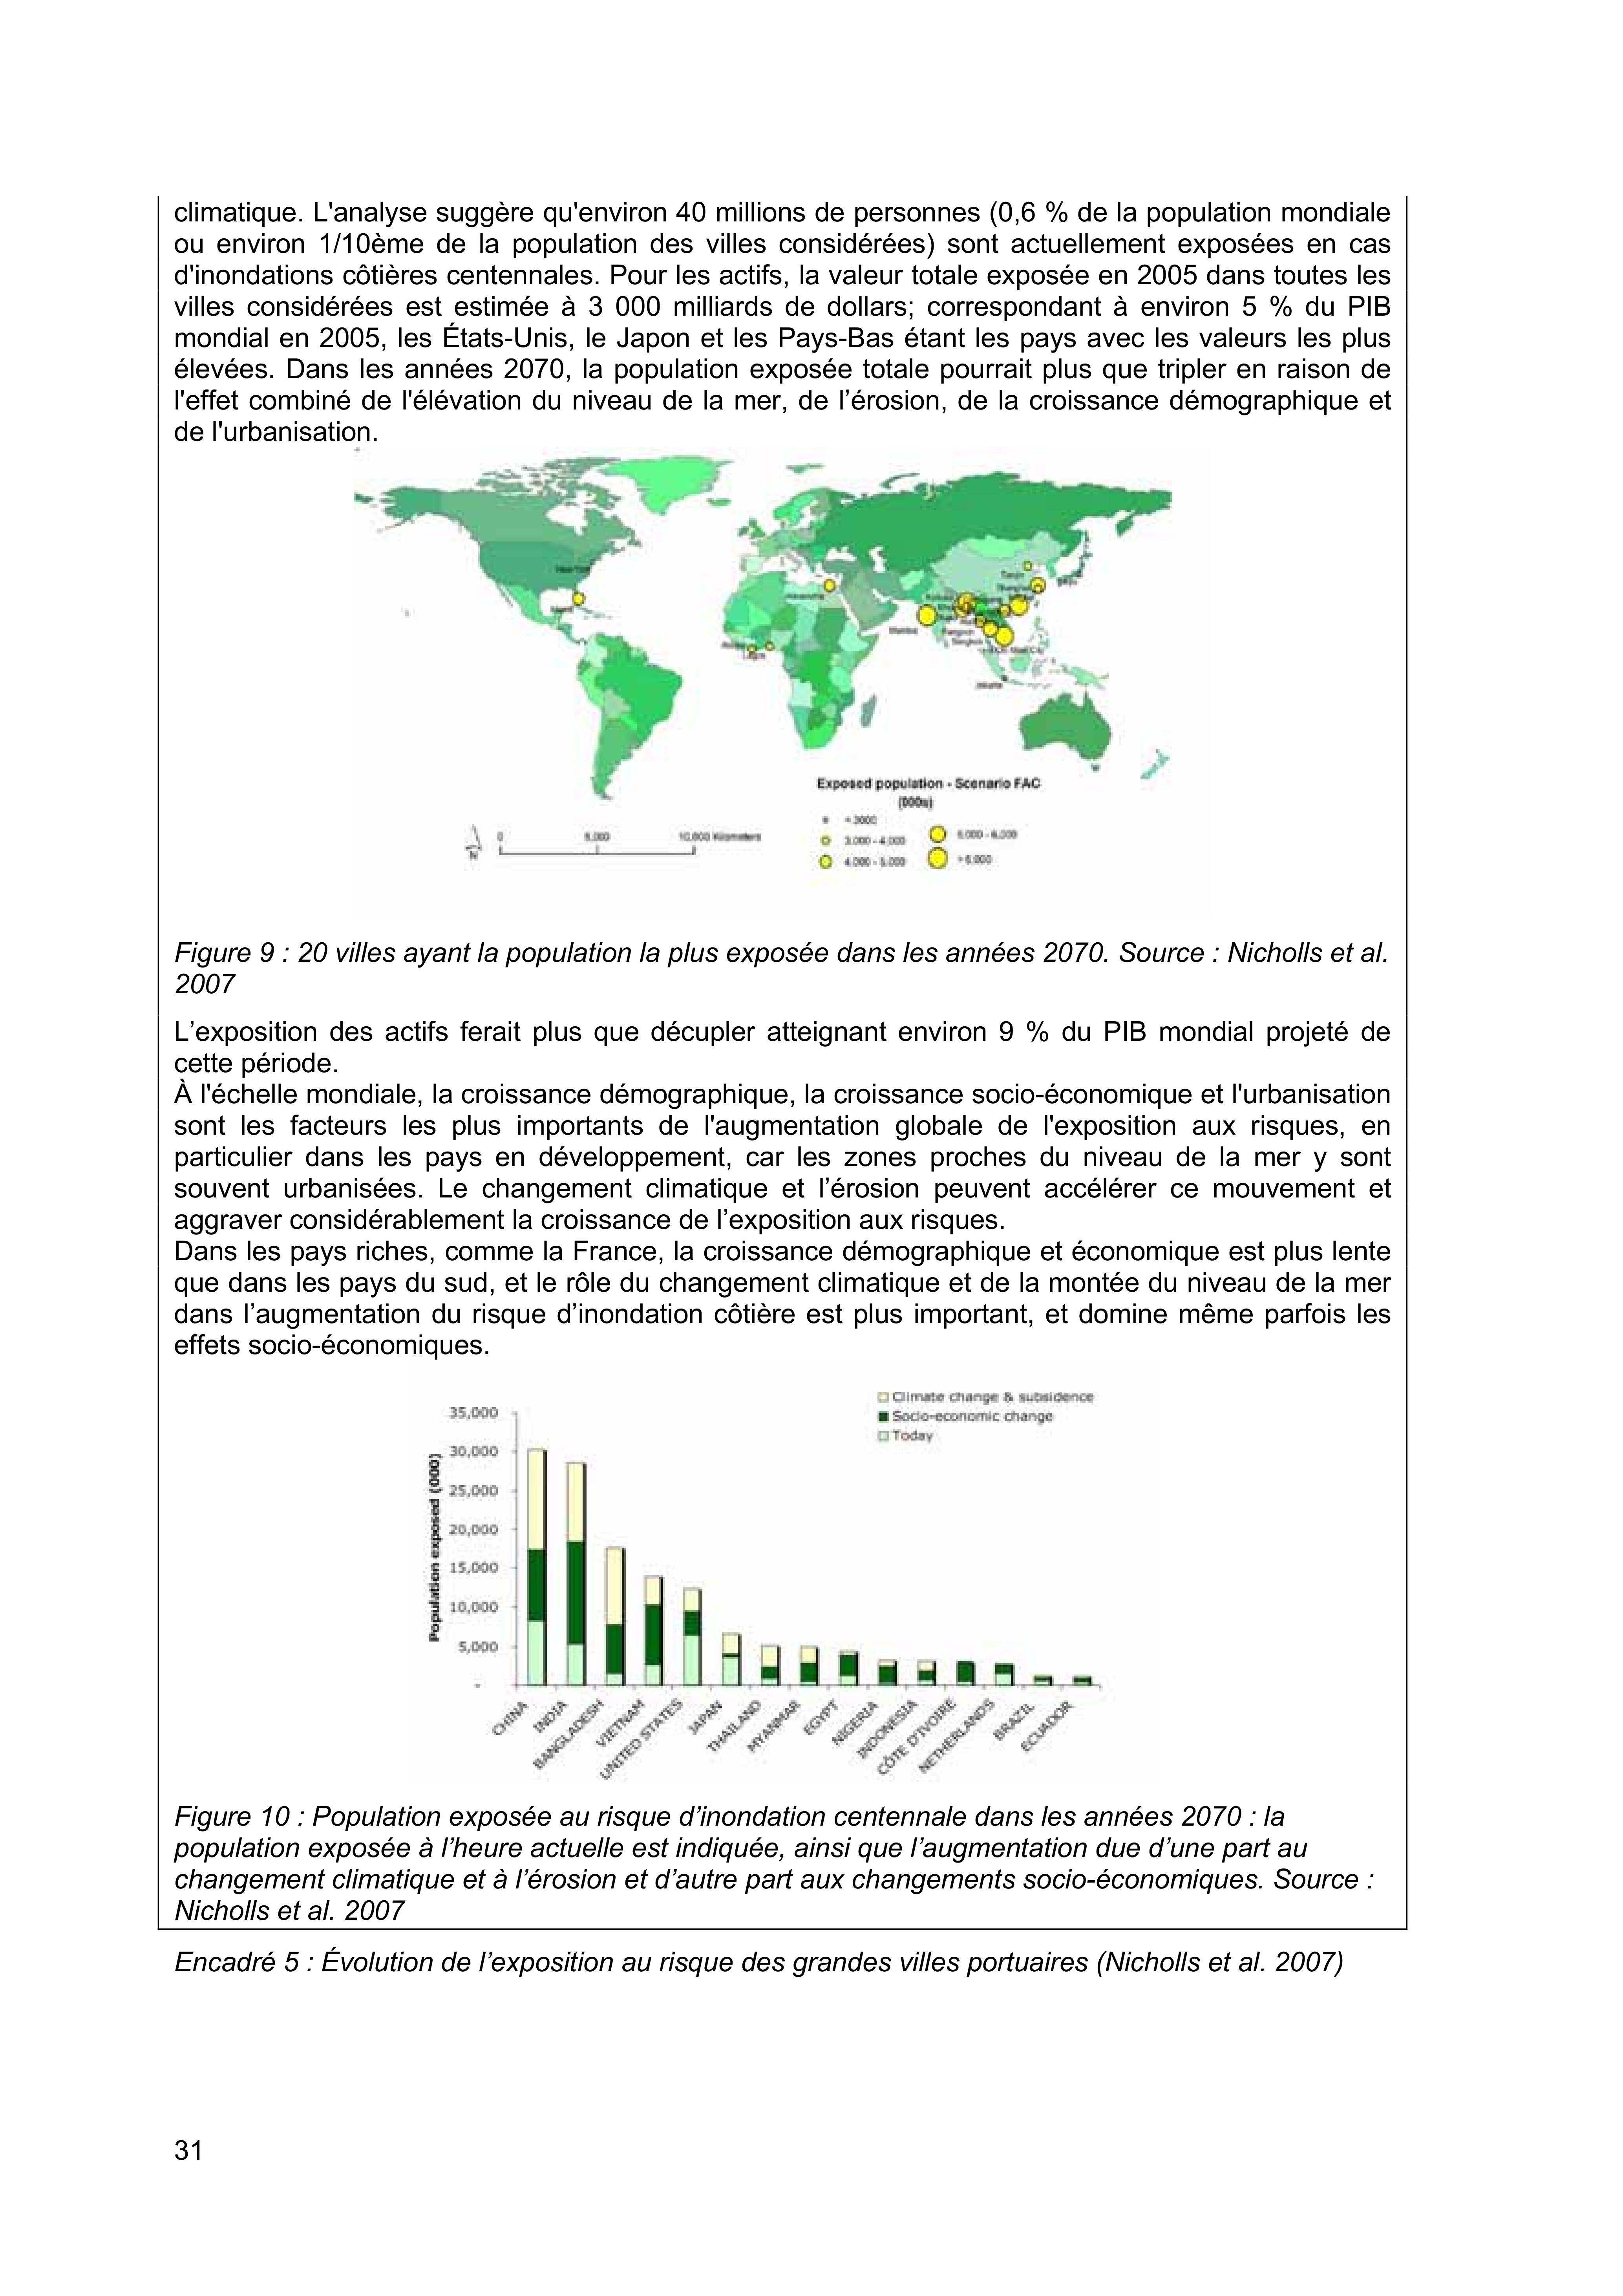 climatique. L'analyse suggère qu'environ 40 millions de personnes (0,6 % de la population mondiale
ou environ 1/10ème de la population des villes considérées) sont actuellement exposées en cas
d'inondations côtières centennales. Pour les actifs, la valeur totale exposée en 2005 dans toutes les
villes considérées est estimée à 3 000 milliards de dollars; correspondant à environ 5 % du PIB
mondial en 2005, les États-Unis, le Japon et les Pays-Bas étant les pays avec les valeurs les plus
élevées. Dans les années 2070, la population exposée totale pourrait plus que tripler en raison de
l'effet combiné de l'élévation du niveau de la mer, de l’érosion, de la croissance démographique et
de l'urbanisation.
New York
Miami
Alexandria
Tianjin
Shanghai
Tokyo
Kolkata
Mumbai
Rangoon
Bangkok
Abidjan
Lagos
Jakarta
Exposed population - Scenario FAC
(000s)
3,000 - 4,000
4,000 - 5,000
5,000 - 6,000
> 6,000
0 5,000 10,000 Kilometers
N
Figure 9 : 20 villes ayant la population la plus exposée dans les années 2070. Source : Nicholls et al.
2007
L’exposition des actifs ferait plus que décupler atteignant environ 9 % du PIB mondial projeté de
cette période.
À l'échelle mondiale, la croissance démographique, la croissance socio-économique et l'urbanisation
sont les facteurs les plus importants de l'augmentation globale de l'exposition aux risques, en
particulier dans les pays en développement, car les zones proches du niveau de la mer y sont
souvent urbanisées. Le changement climatique et l’érosion peuvent accélérer ce mouvement et
aggraver considérablement la croissance de l’exposition aux risques.
Dans les pays riches, comme la France, la croissance démographique et économique est plus lente
que dans les pays du sud, et le rôle du changement climatique et de la montée du niveau de la mer
dans l’augmentation du risque d’inondation côtière est plus important, et domine même parfois les
effets socio-économiques.
Climate change & subsidence
Socio-economic change
Today
Population exposed (000)
35,000
30,000
25,000
20,000
15,000
10,000
5,000
-
CHINA
INDIA
BANGLADESH
VIETNAM
UNITED STATES
JAPAN
THAILAND
MYANMAR
EGYPT
NIGERIA
INDONESIA
CÔTE D'IVOIRE
NETHERLANDS
BRAZIL
ECUADOR
Figure 10 : Population exposée au risque d’inondation centennale dans les années 2070 : la
population exposée à l’heure actuelle est indiquée, ainsi que l’augmentation due d’une part au
changement climatique et à l’érosion et d’autre part aux changements socio-économiques. Source :
Nicholls et al. 2007
Encadré 5 : Évolution de l’exposition au risque des grandes villes portuaires (Nicholls et al. 2007)
31